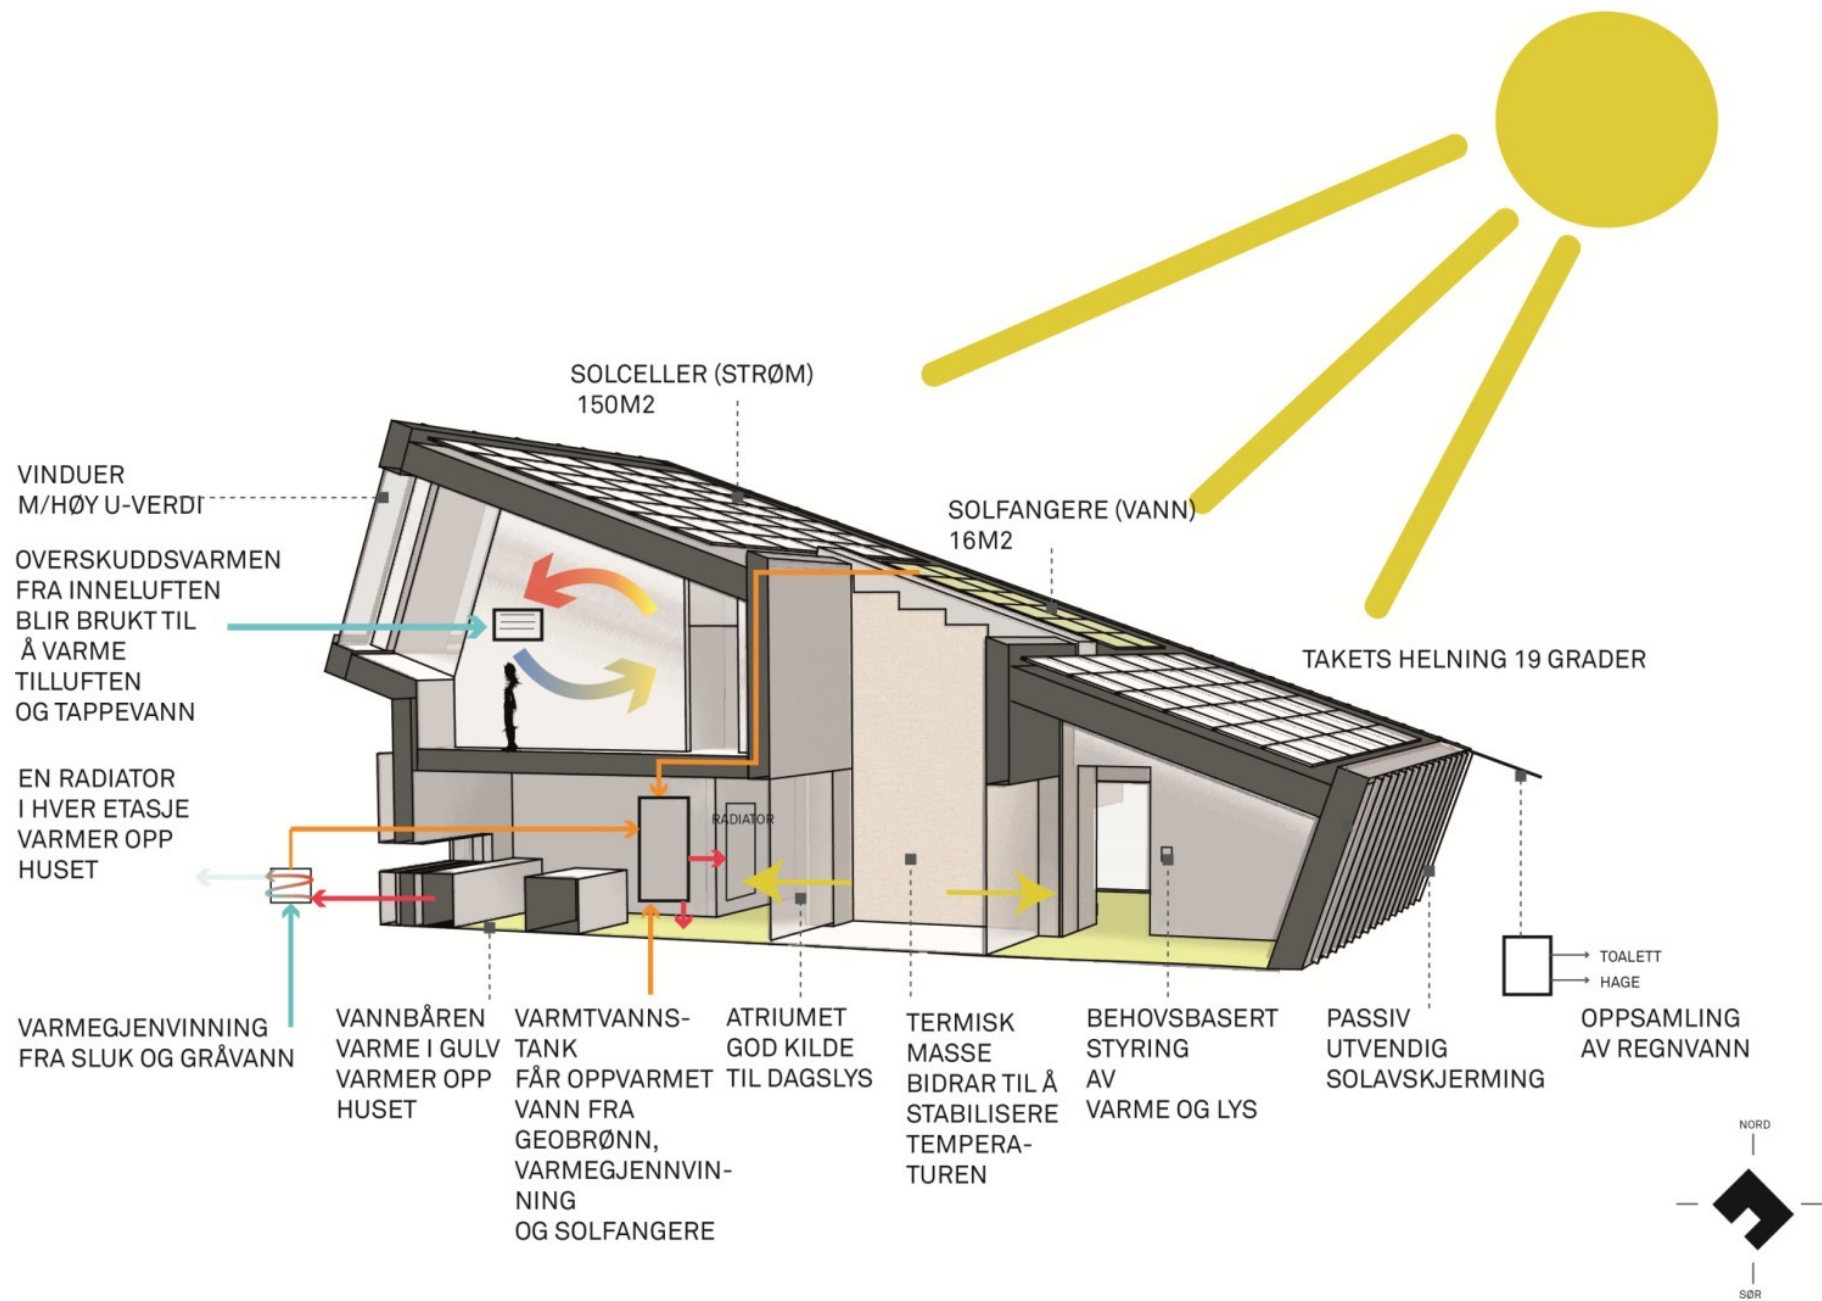 SOLCELLER (STRØM)
150M2
VINDUER
M/HØY U-VERDI
SOLFANGERE (VANN)
16M2
OVERSKUDDSVARMEN
FRA INNELUFTEN
BLIR BRUKT TIL
Å VARME
TILLUFTEN
OG TAPPEVANN
TAKETS HELNING 19 GRADER
EN RADIATOR
I HVER ETASJE
VARMER OPP
HUSET
RADIATOR
TOALETT
HAGE
VARMEGJENVINNING
FRA SLUK OG GRÅVANN
VANNBÅREN
VARME I GULV
VARMER OPP
HUSET
VARMTVANNS-
TANK
FÅR OPPVARMET
VANN FRA
GEOBRØNN,
VARMEGJENNVIN-
NING
OG SOLFANGERE
ATRIUMET
GOD KILDE
TIL DAGSLYS
TERMISK
MASSE
BIDRAR TIL Å
STABILISERE
TEMPERA-
TUREN
BEHOVSBASERT
STYRING
AV
VARME OG LYS
PASSIV
UTVENDIG
SOLAVSKJERMING
OPPSAMLING
AV REGNVANN
NORD
SØR